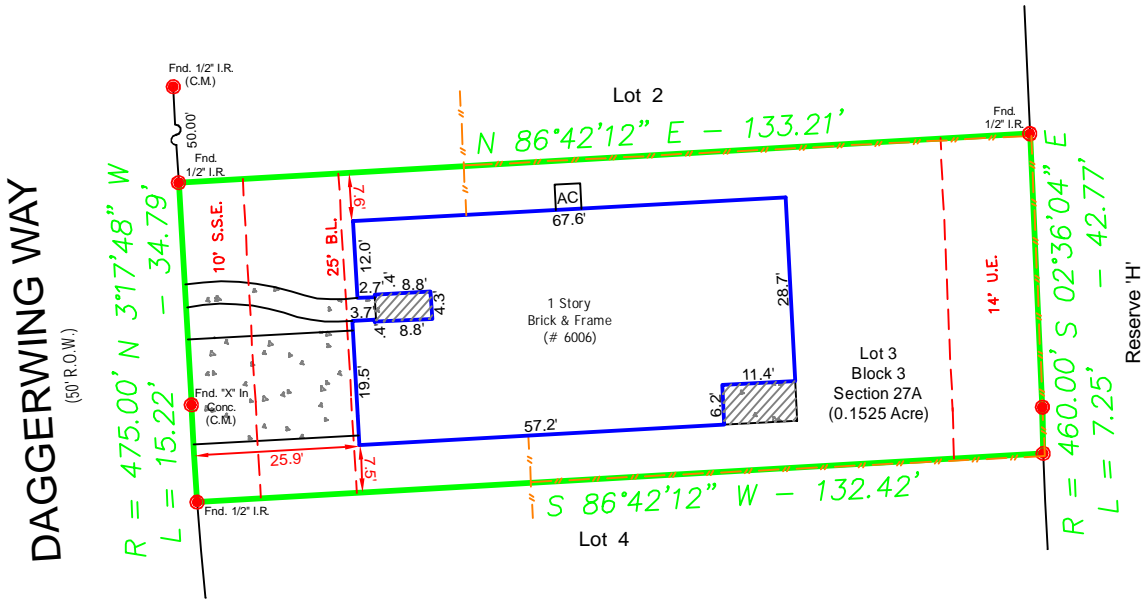 Fnd. 1/2" I.R.
(C.M.)
50.00'
Fnd.
1/2" I.R.
Lot 2
N 86°42'12" E - 133.21'
Fnd.
1/2" I.R.
DAGGERWING WAY
(50' R.O.W.)
R = 475.00' N 3°17'48" W
L = 15.22' - 34.79'
10' S.S.E.
25' B.L.
7.6'
AC
67.6'
12.0'
2.7'
.4'
8.8'
4.3'
3.7'
.4'
8.8'
28.7'
1 Story
Brick & Frame
(# 6006)
19.5'
Fnd. "X" In
Conc.
(C.M.)
25.9'
7.5'
57.2'
11.4'
6.2'
Lot 3
Block 3
Section 27A
(0.1525 Acre)
14' U.E.
R = 460.00' S 02°36'04" E
L = 7.25' - 42.77'
Reserve 'H'
Fnd. 1/2" I.R.
S 86°42'12" W - 132.42'
Lot 4